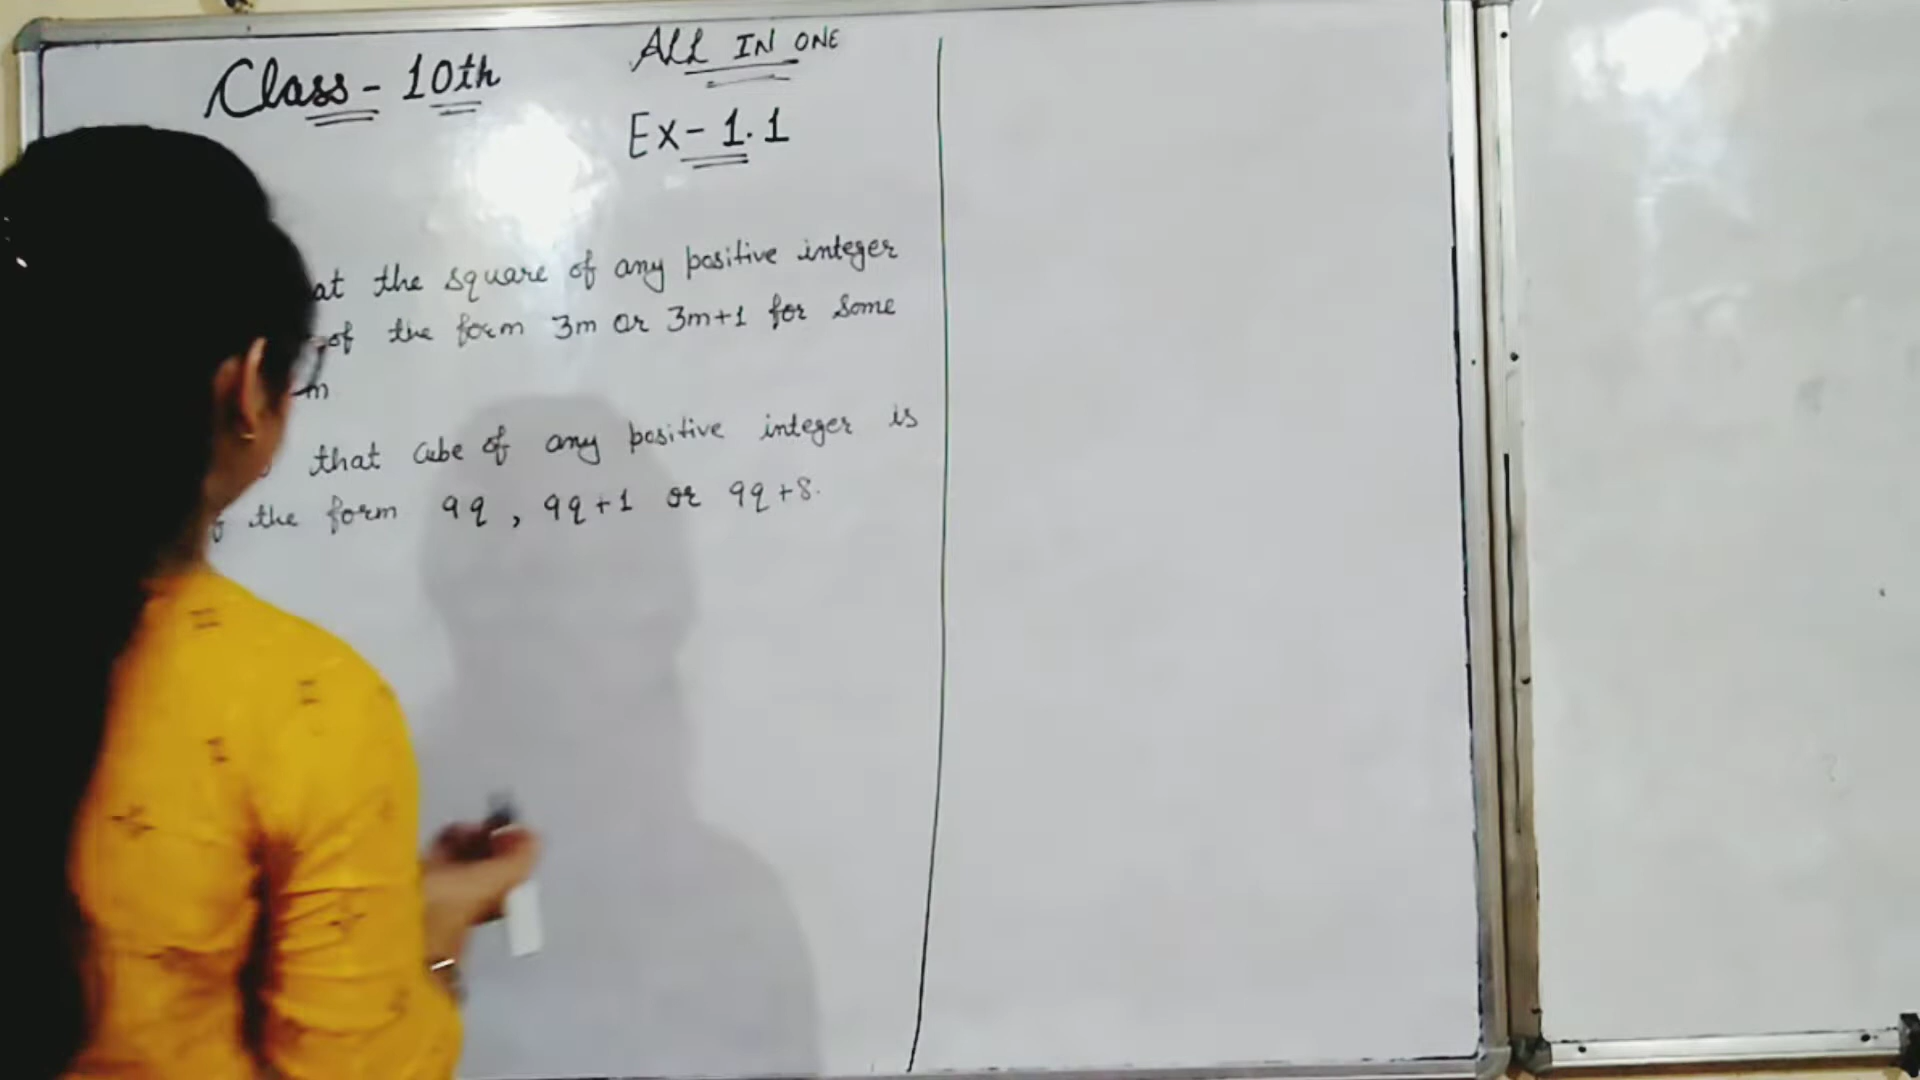 Class - 10th
ALL IN ONE
Ex - 1.1
at the square of any positive integer
of the form 3m or 3m+1 for some
m
that cube of any positive integer is
the form 9q, 9q+1 or 9q+8.